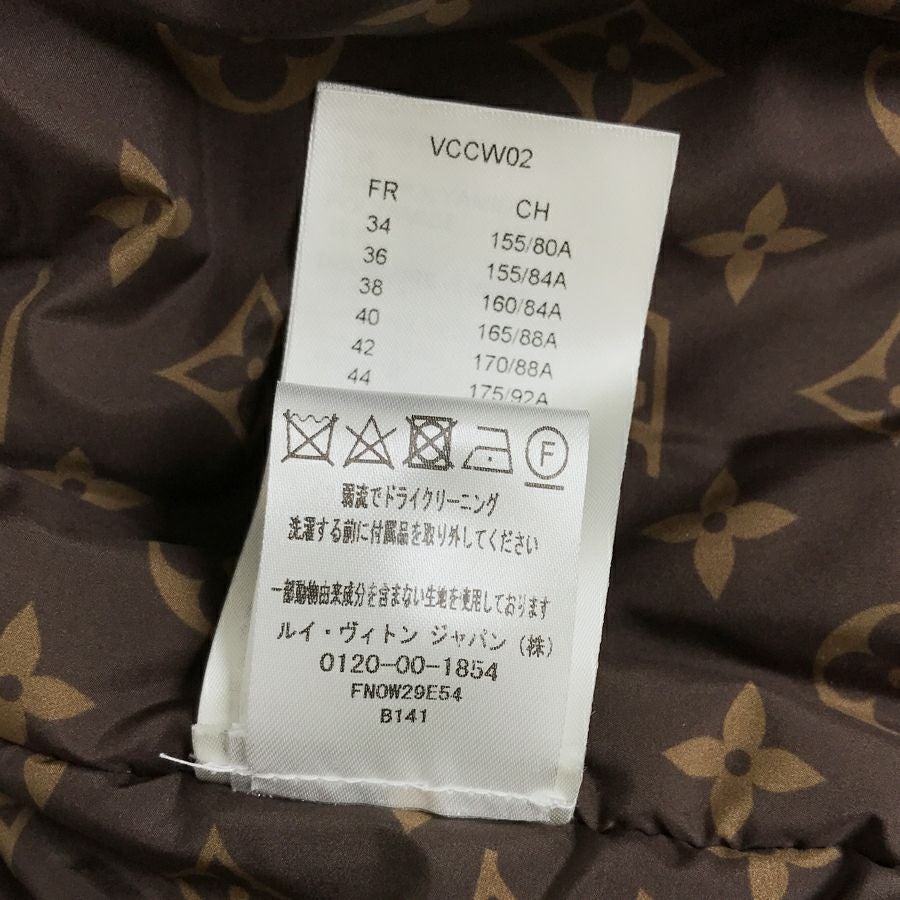 VCCW02
FR CH
34 155/80A
36 155/84A
38 160/84A
40 165/88A
42 170/88A
44 175/92A
F
弱流でドライクリーニング
洗濯する前に付属品を取り外してください
一部動物由来成分を含まない生地を使用しております
ルイ・ヴィトン ジャパン（株）
0120-00-1854
FNOW29E54
B141